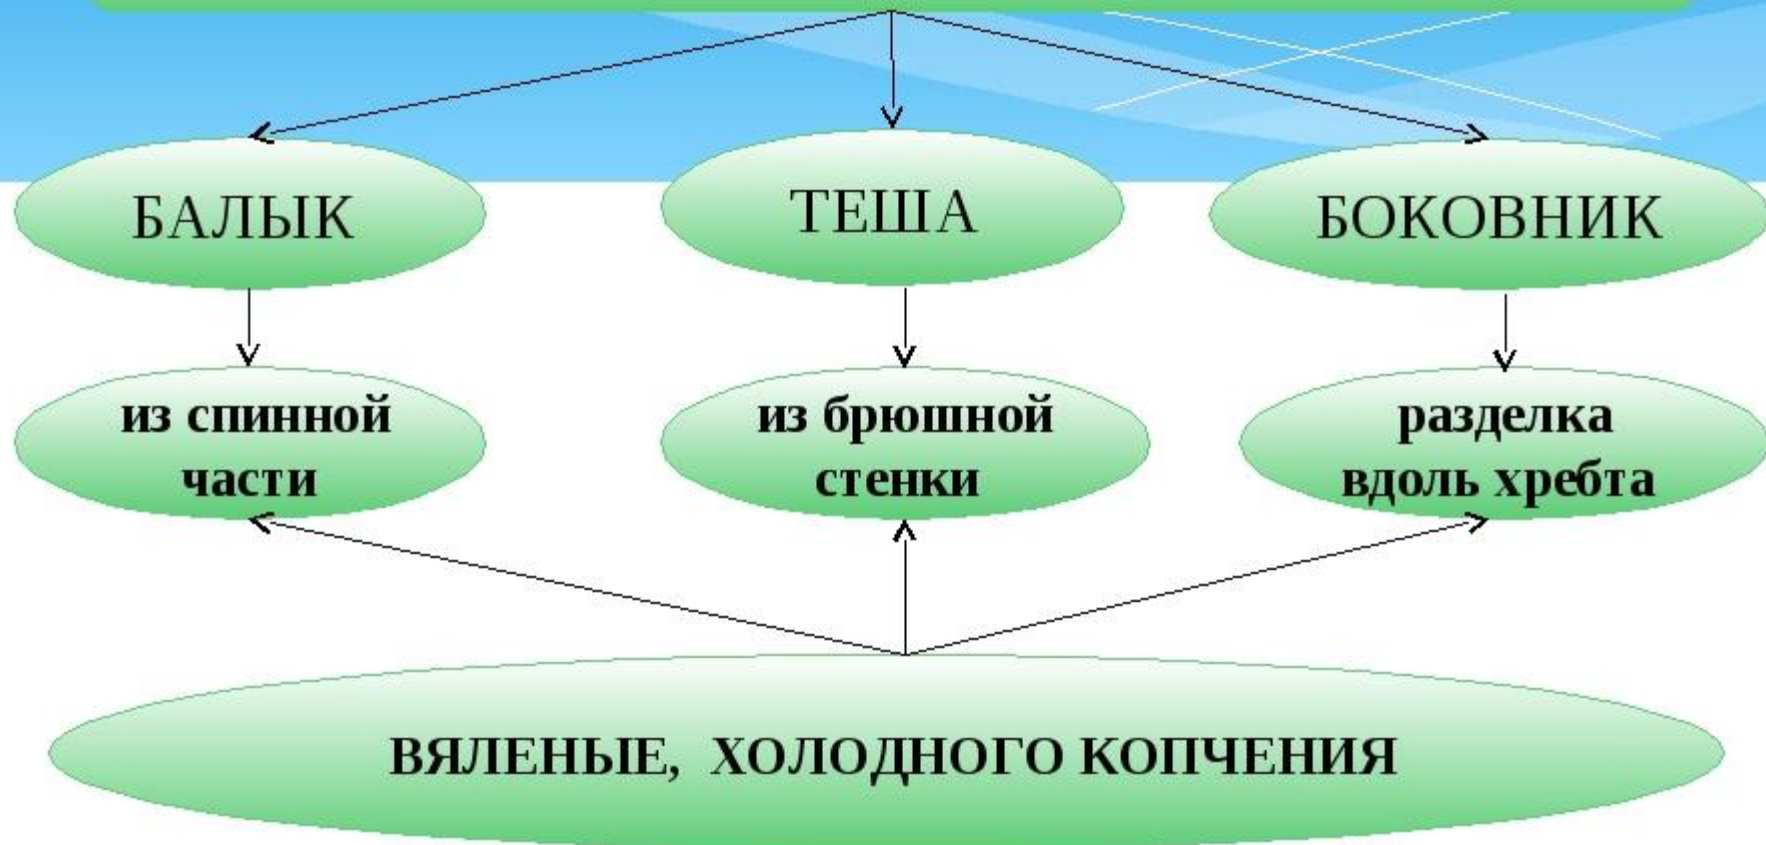 БАЛЫК
ТЕША
БОКОВНИК
из спинной
части
из брюшной
стенки
разделка
вдоль хребта
ВЯЛЕНЫЕ, ХОЛОДНОГО КОПЧЕНИЯ